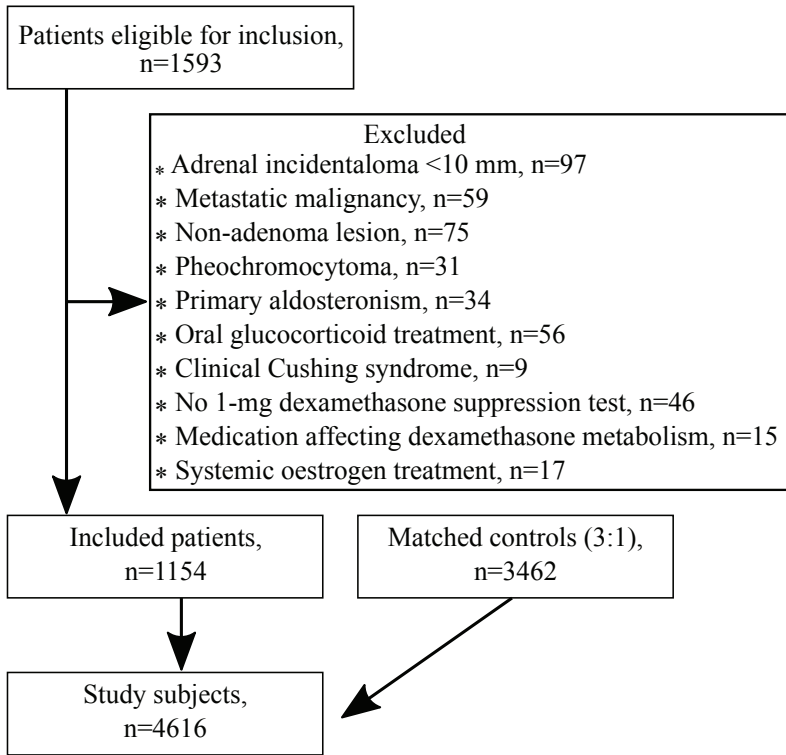 Patients eligible for inclusion,
n=1593
Excluded
* Adrenal incidentaloma <10 mm, n=97
* Metastatic malignancy, n=59
* Non-adenoma lesion, n=75
* Pheochromocytoma, n=31
* Primary aldosteronism, n=34
* Oral glucocorticoid treatment, n=56
* Clinical Cushing syndrome, n=9
* No 1-mg dexamethasone suppression test, n=46
* Medication affecting dexamethasone metabolism, n=15
* Systemic oestrogen treatment, n=17
Included patients,
n=1154
Matched controls (3:1),
n=3462
Study subjects,
n=4616